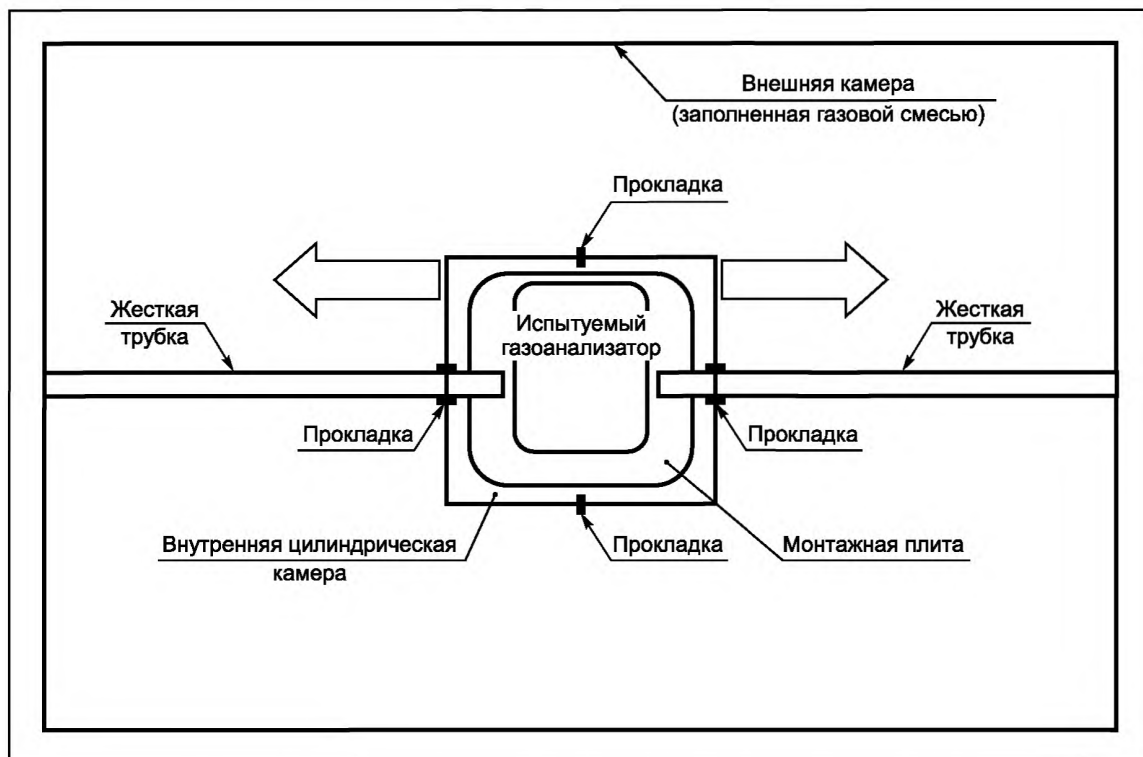 Внешняя камера
(заполненная газовой смесью)
Прокладка
Жесткая
трубка
Испытуемый
газоанализатор
Жесткая
трубка
Прокладка
Прокладка
Внутренняя цилиндрическая
камера
Прокладка
Монтажная плита